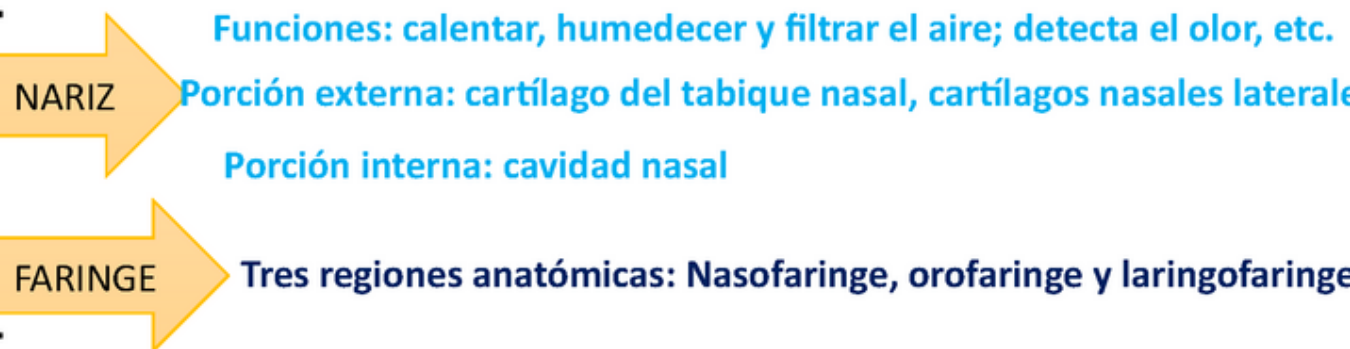 Funciones: calentar, humedecer y filtrar el aire; detecta el olor, etc.
NARIZ
Porción externa: cartílago del tabique nasal, cartílagos nasales laterale
Porción interna: cavidad nasal
FARINGE
Tres regiones anatómicas: Nasofaringe, orofaringe y laringofaringe